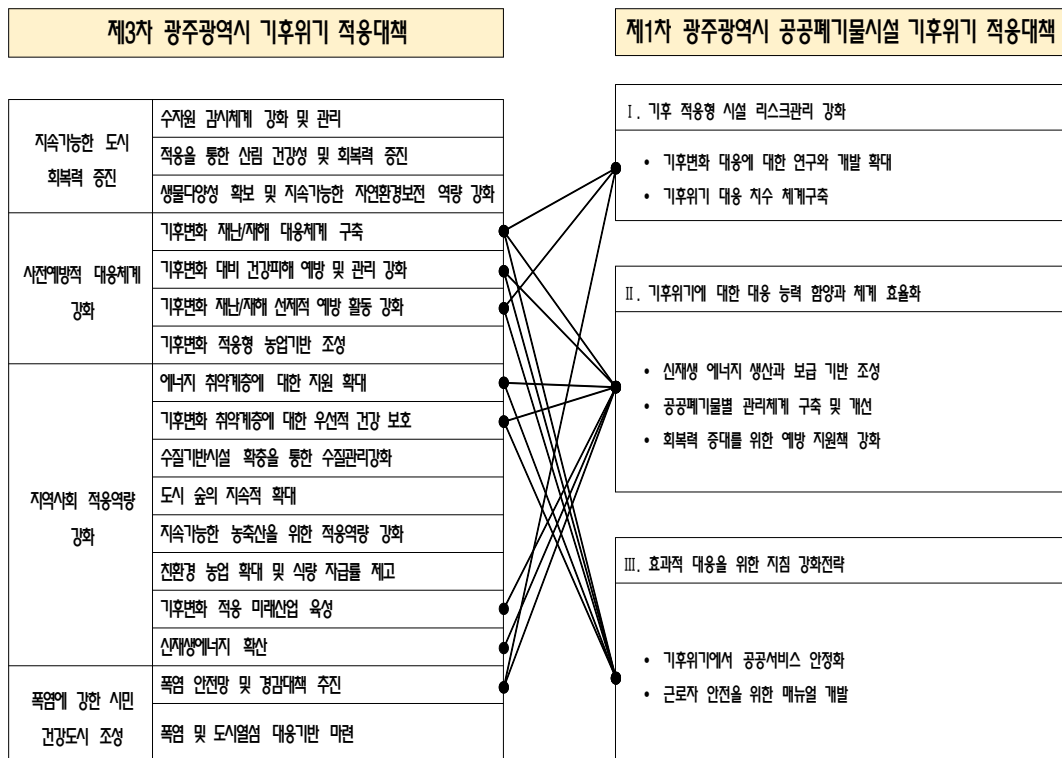 제3차 광주광역시 기후위기 적응대책
제1차 광주광역시 공공폐기물시설 기후위기 적응대책
지속가능한 도시
회복력 증진
수자원 감시체계 강화 및 관리
적응을 통한 산림 건강성 및 회복력 증진
생물다양성 확보 및 지속가능한 자연환경보전 역량 강화
사전예방적 대응체계
강화
기후변화 재난/재해 대응체계 구축
기후변화 대비 건강피해 예방 및 관리 강화
기후변화 재난/재해 선제적 예방 활동 강화
기후변화 적응형 농업기반 조성
지역사회 적응역량
강화
에너지 취약계층에 대한 지원 확대
기후변화 취약계층에 대한 우선적 건강 보호
수질기반시설 확충을 통한 수질관리강화
도시 숲의 지속적 확대
지속가능한 농축산을 위한 적응역량 강화
친환경 농업 확대 및 식량 자급률 제고
기후변화 적응 미래산업 육성
신재생에너지 확산
폭염에 강한 시민
건강도시 조성
폭염 안전망 및 경감대책 추진
폭염 및 도시열섬 대응기반 마련
Ⅰ. 기후 적응형 시설 리스크관리 강화
• 기후변화 대응에 대한 연구와 개발 확대
• 기후위기 대응 치수 체계구축
Ⅱ. 기후위기에 대한 대응 능력 함양과 체계 효율화
• 신재생 에너지 생산과 보급 기반 조성
• 공공폐기물별 관리체계 구축 및 개선
• 회복력 증대를 위한 예방 지원책 강화
Ⅲ. 효과적 대응을 위한 지침 강화전략
• 기후위기에서 공공서비스 안정화
• 근로자 안전을 위한 매뉴얼 개발